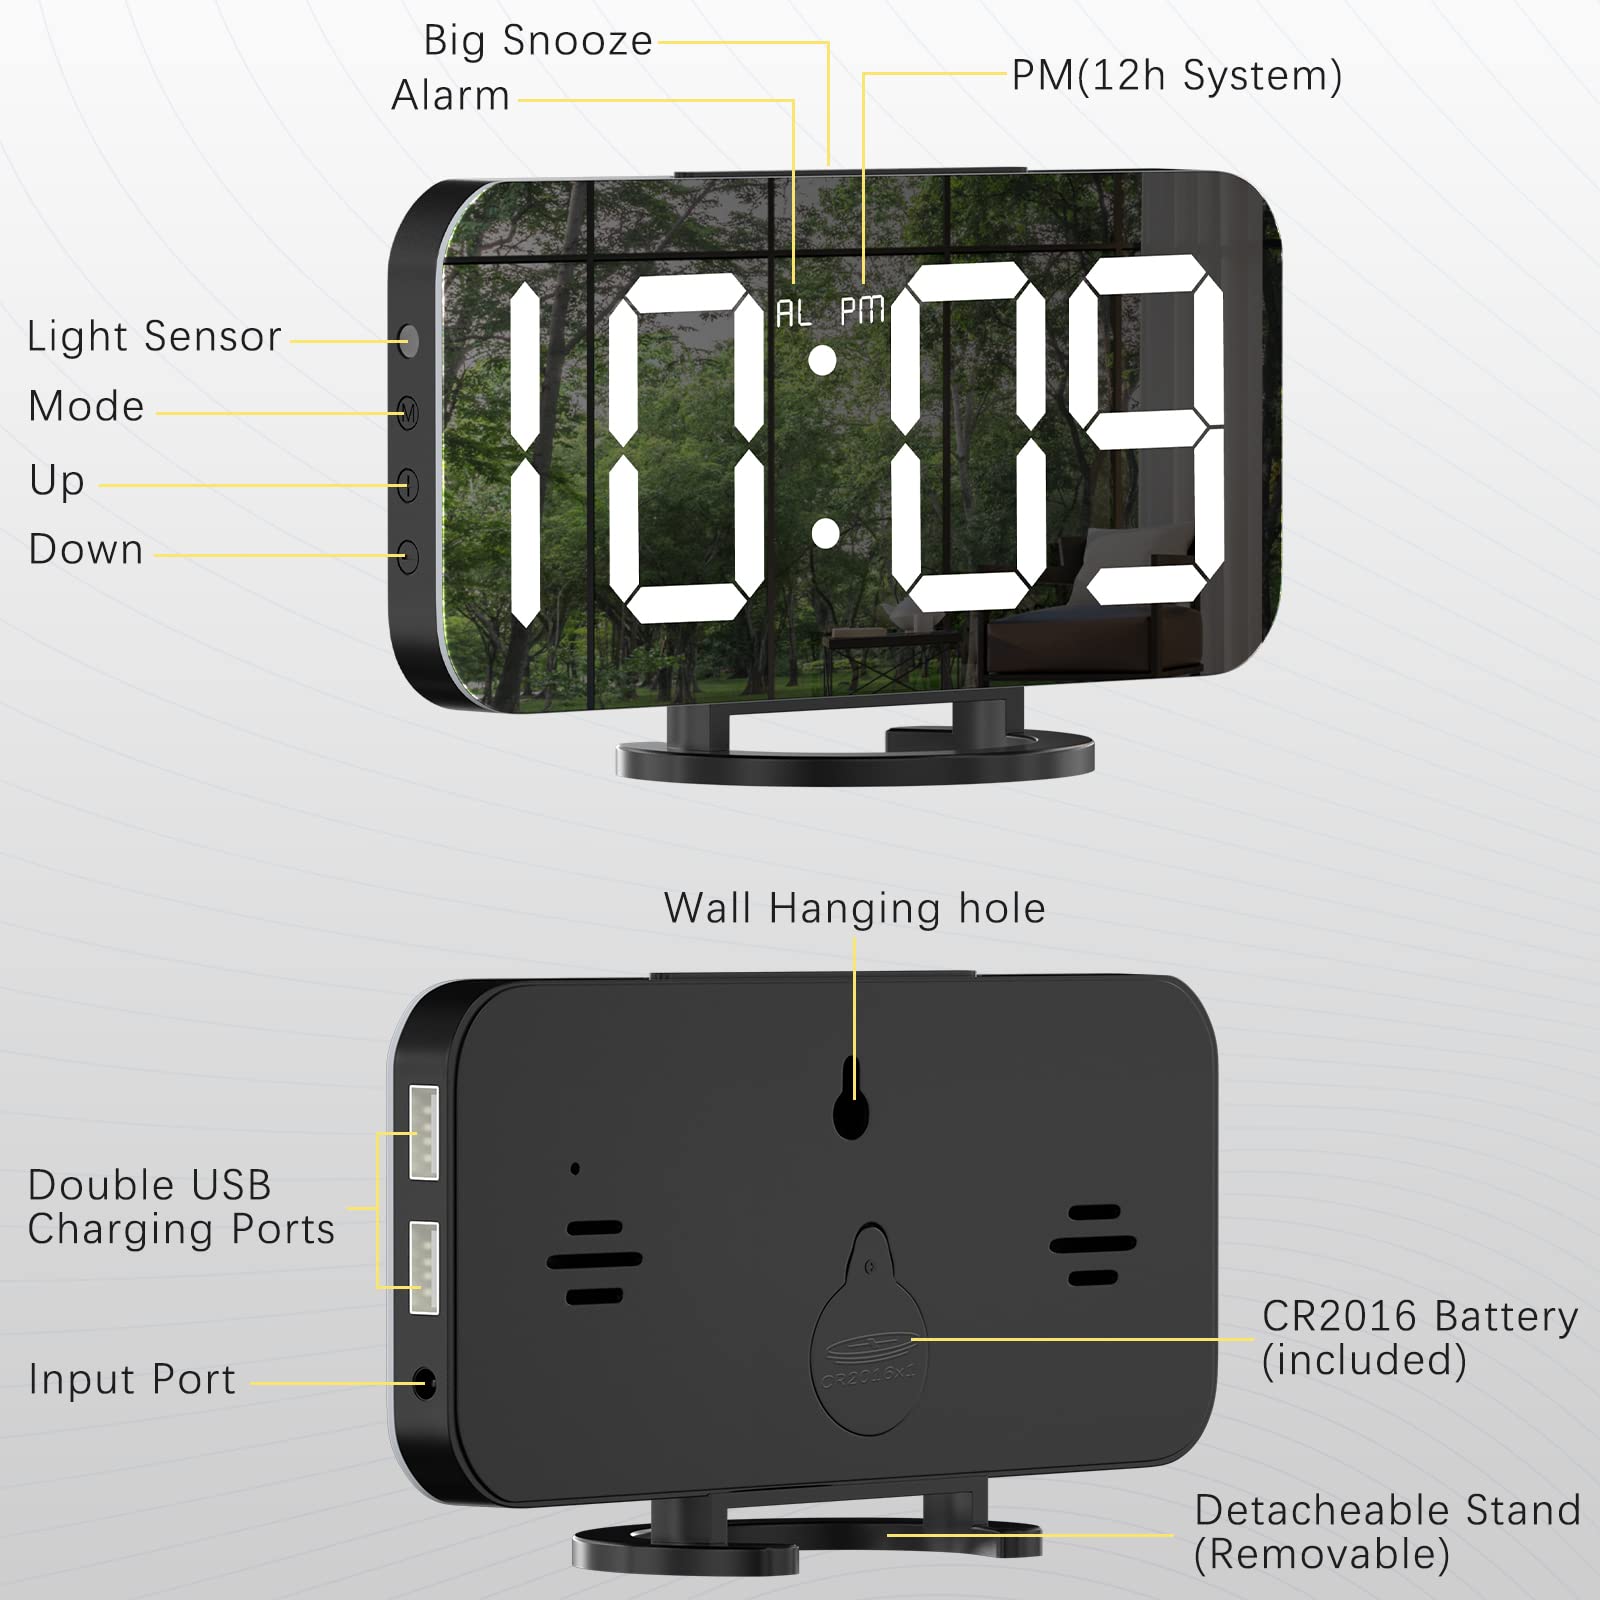 Big Snooze
Alarm
PM(12h System)
AL PM
10:09
Light Sensor
Mode
M
Up
Down
Wall Hanging hole
Double USB
Charging Ports
Input Port
CR2016x1
CR2016 Battery
(included)
Detacheable Stand
(Removable)